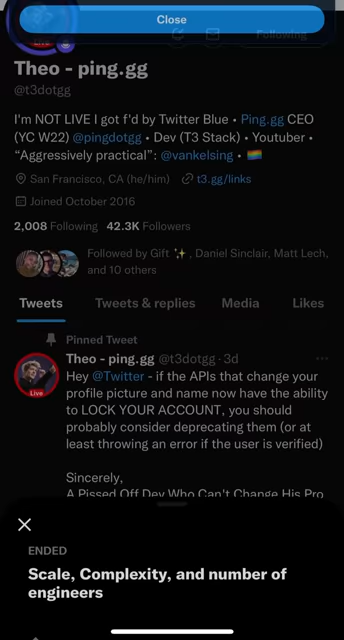 Close
Following
Theo - ping.gg
@t3dotgg
I'm NOT LIVE I got f'd by Twitter Blue • Ping.gg CEO
(YC W22) @pingdotgg • Dev (T3 Stack) • Youtuber •
“Aggressively practical”: @vankelsing • 🏳️‍🌈
San Francisco, CA (he/him) t3.gg/links
Joined October 2016
2,008 Following 42.3K Followers
Followed by Gift ✨, Daniel Sinclair, Matt Lech,
and 10 others
Tweets Tweets & replies Media Likes
Pinned Tweet
Theo - ping.gg @t3dotgg · 3d
Hey @Twitter - if the APIs that change your
profile picture and name now have the ability
to LOCK YOUR ACCOUNT, you should
probably consider deprecating them (or at
least throwing an error if the user is verified)
Live
Sincerely,
A Pissed Off Dev Who Can't Change His Pro
ENDED
Scale, Complexity, and number of
engineers